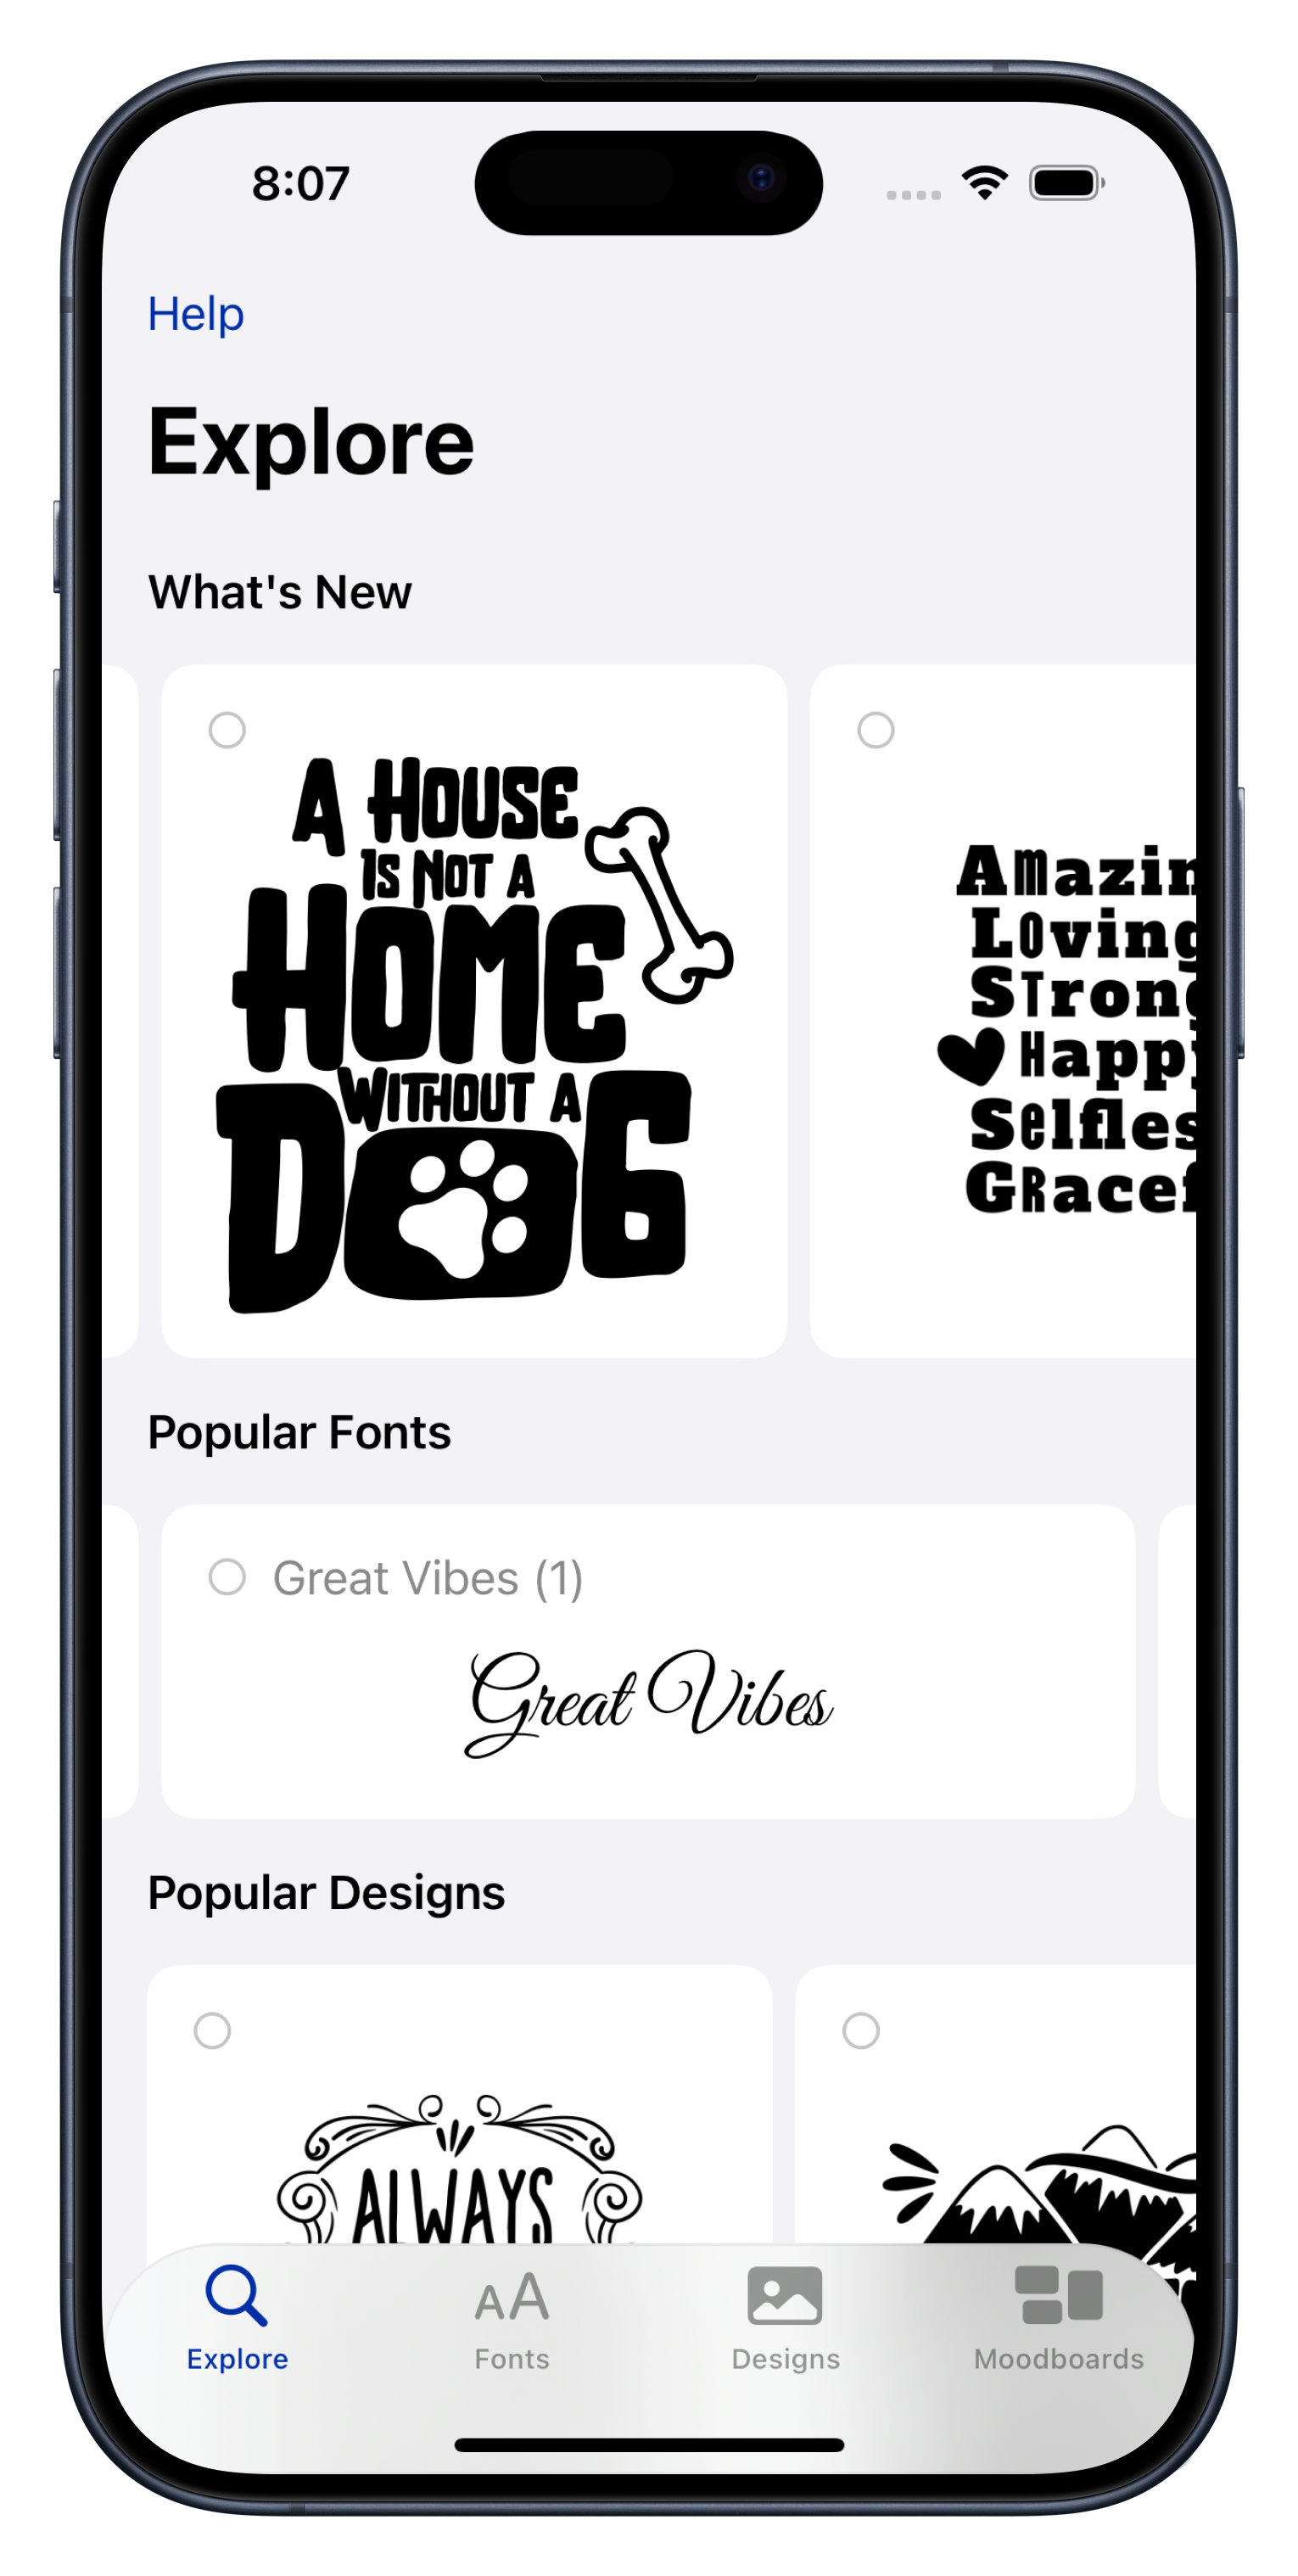 8:07
Help
Explore
What's New
A HOUSE
IS NOT A
HOME
WITHOUT A
DOG
Amazin
Loving
STrong
Happy
Selfles
GRacef
Popular Fonts
Great Vibes (1)
Great Vibes
Popular Designs
ALWAYS
Explore
Fonts
Designs
Moodboards